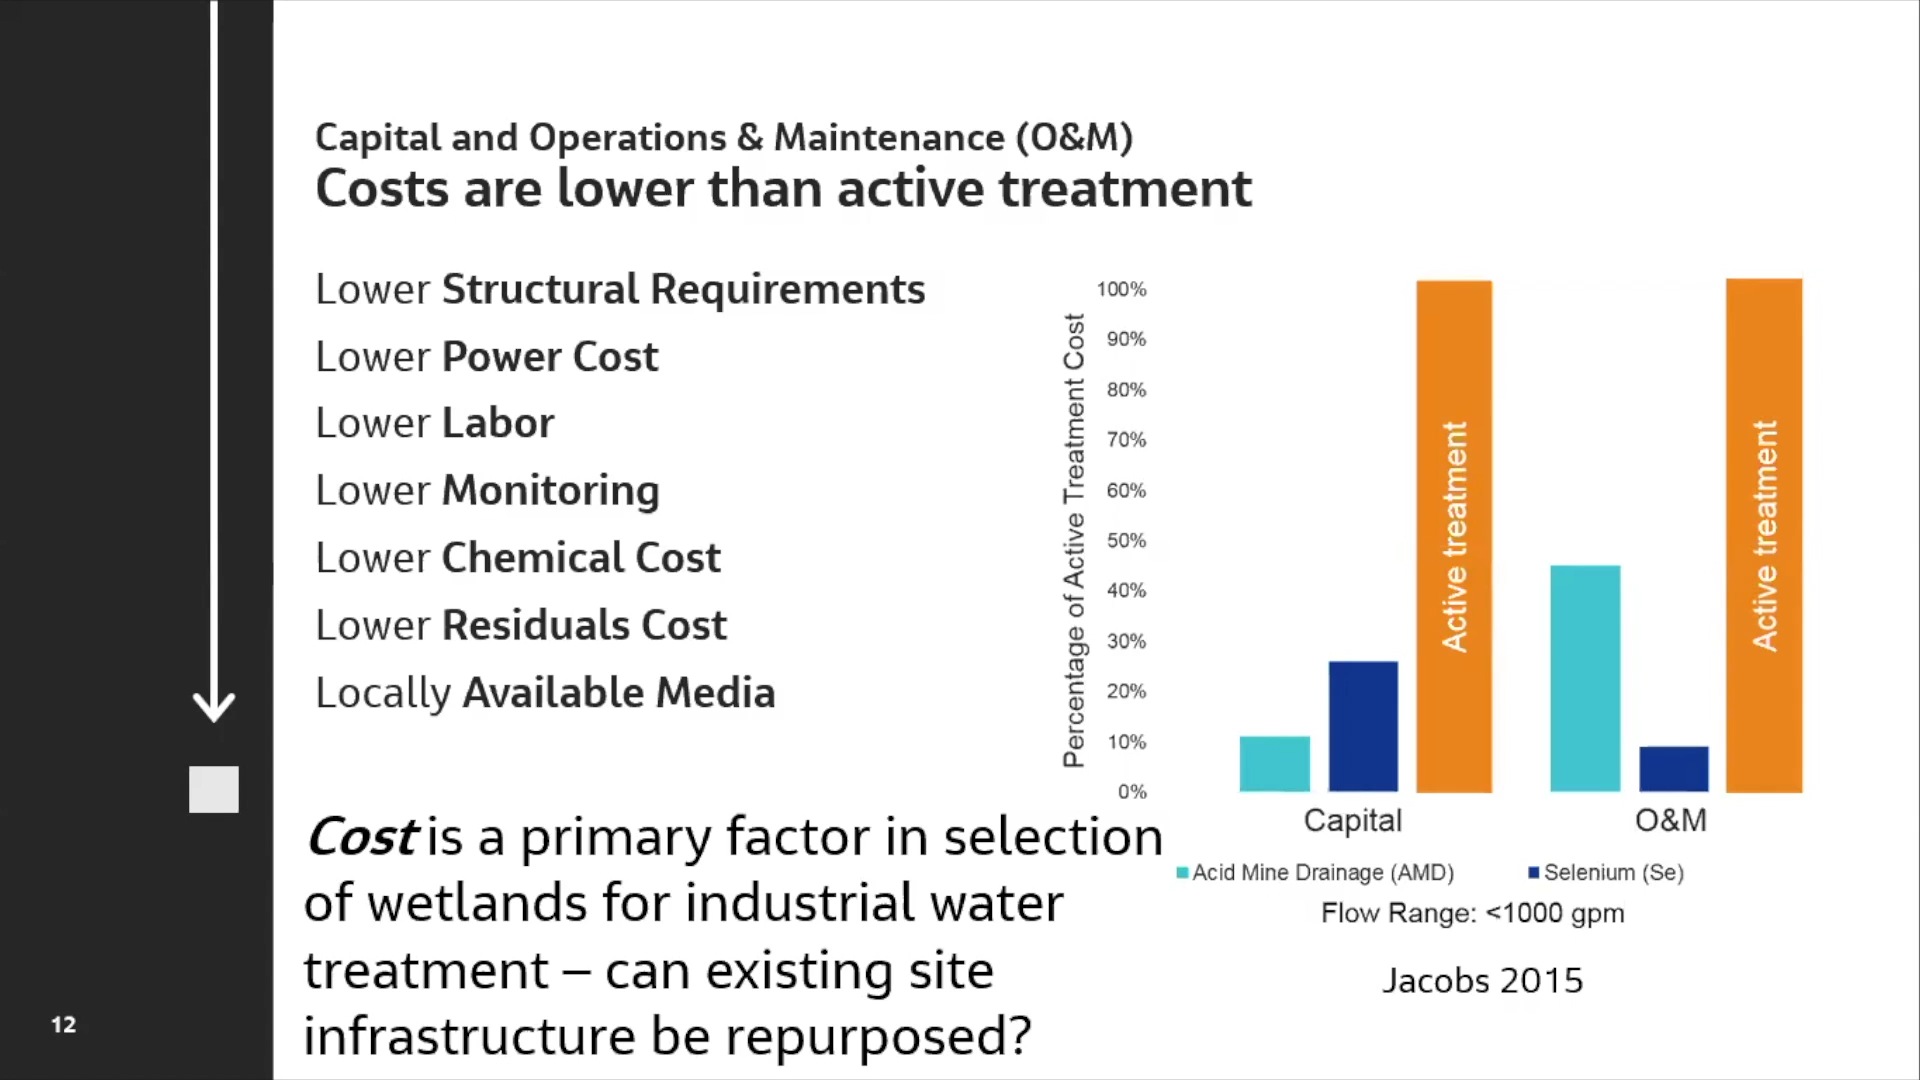 Capital and Operations & Maintenance (O&M)
Costs are lower than active treatment
Lower Structural Requirements
Lower Power Cost
Lower Labor
Lower Monitoring
Lower Chemical Cost
Lower Residuals Cost
Locally Available Media
Cost is a primary factor in selection
of wetlands for industrial water
treatment – can existing site
infrastructure be repurposed?
Percentage of Active Treatment Cost
100%
90%
80%
70%
60%
50%
40%
30%
20%
10%
0%
Active treatment
Active treatment
Capital
O&M
Acid Mine Drainage (AMD)
Selenium (Se)
Flow Range: <1000 gpm
Jacobs 2015
12